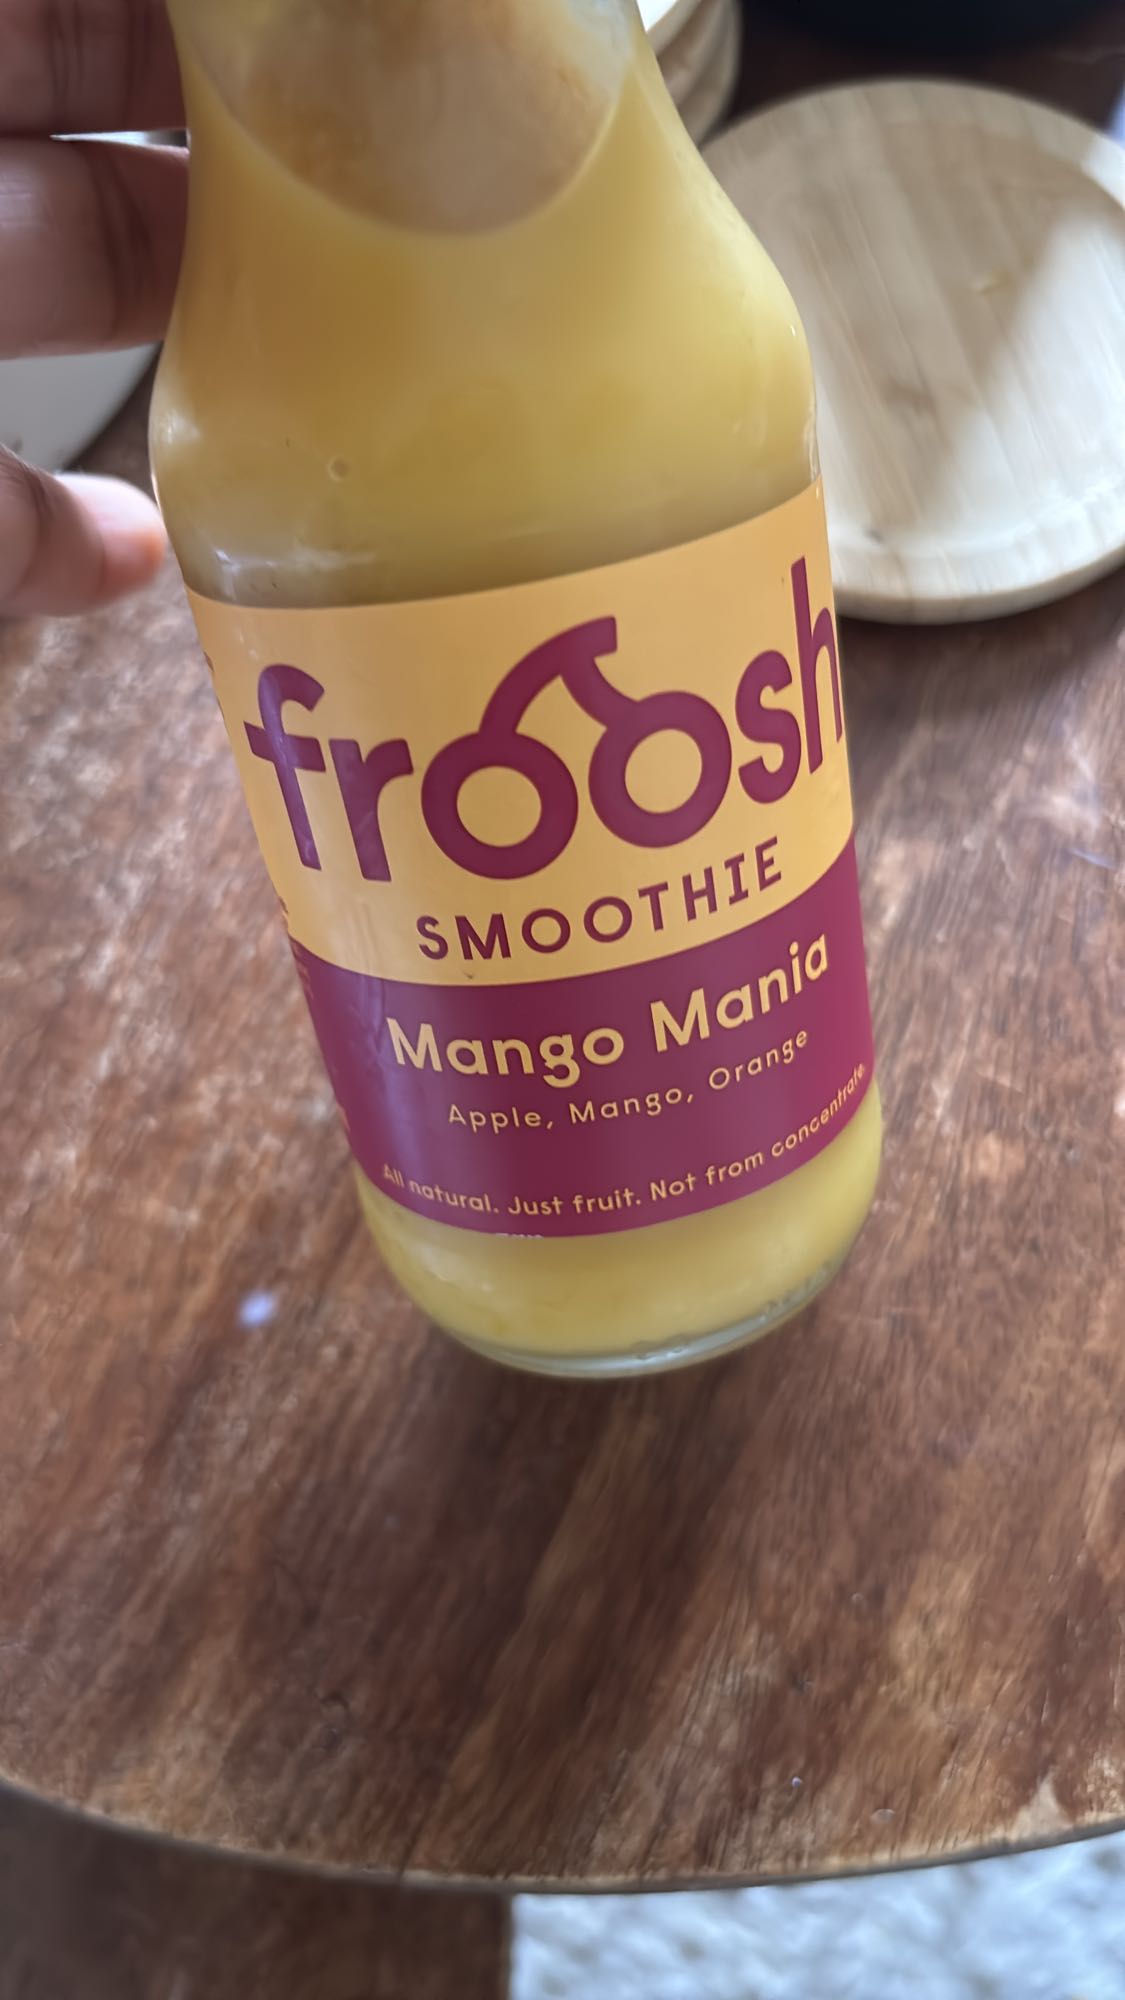 froosh
SMOOTHIE
Mango Mania
Apple, Mango, Orange
All natural. Just fruit. Not from concentrate.